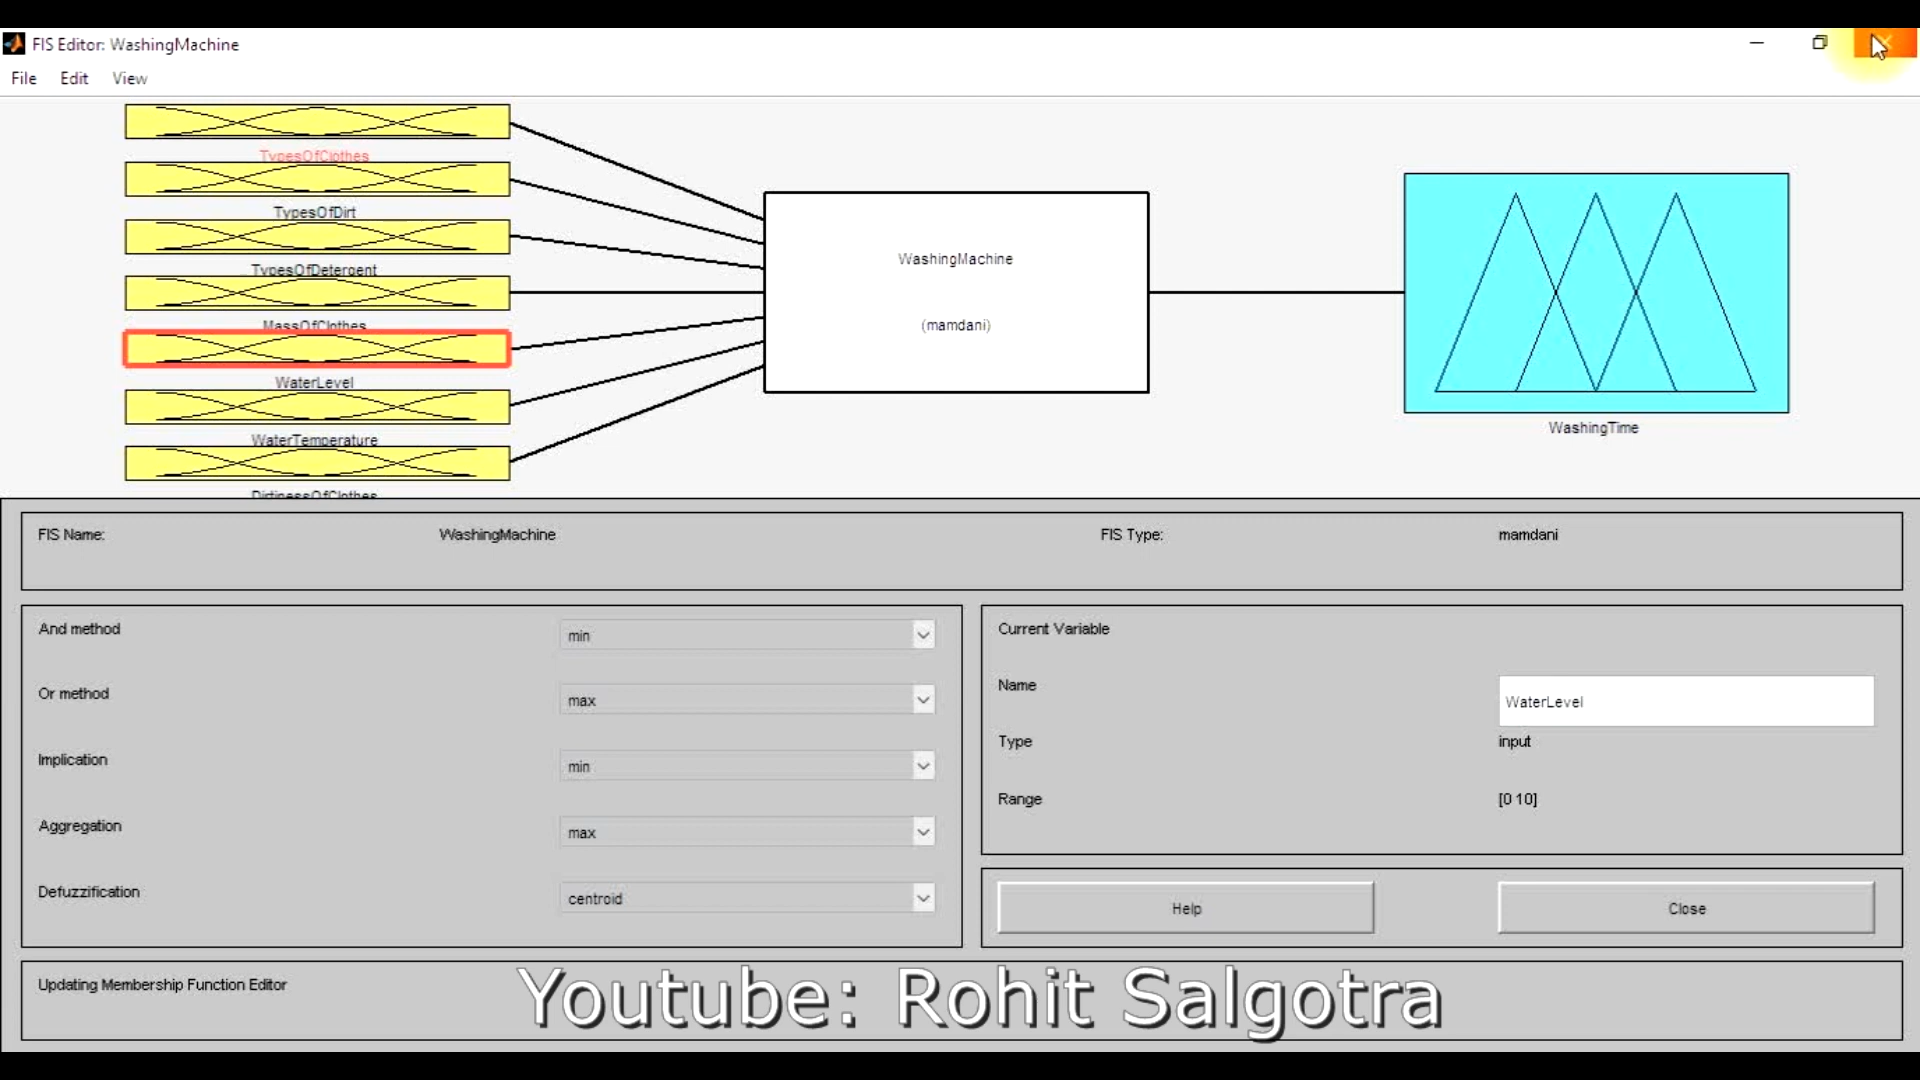 FIS Editor: WashingMachine
File Edit View
TypesOfClothes
TypesOfDirt
TypesOfDetergent
MassOfClothes
WaterLevel
WaterTemperature
DirtinessOfClothes
WashingMachine
(mamdani)
WashingTime
FIS Name: WashingMachine FIS Type: mamdani
And method min
Or method max
Implication min
Aggregation max
Defuzzification centroid
Current Variable
Name WaterLevel
Type input
Range [0 10]
Help Close
Updating Membership Function Editor
Youtube: Rohit Salgotra